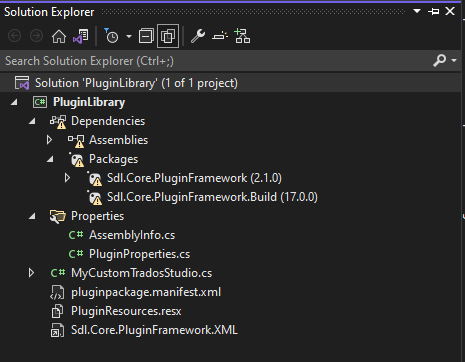 Solution Explorer
Search Solution Explorer (Ctrl+;)
Solution 'PluginLibrary' (1 of 1 project)
C# PluginLibrary
Dependencies
Assemblies
Packages
Sdl.Core.PluginFramework (2.1.0)
Sdl.Core.PluginFramework.Build (17.0.0)
Properties
C# AssemblyInfo.cs
C# PluginProperties.cs
C# MyCustomTradosStudio.cs
pluginpackage.manifest.xml
PluginResources.resx
Sdl.Core.PluginFramework.XML